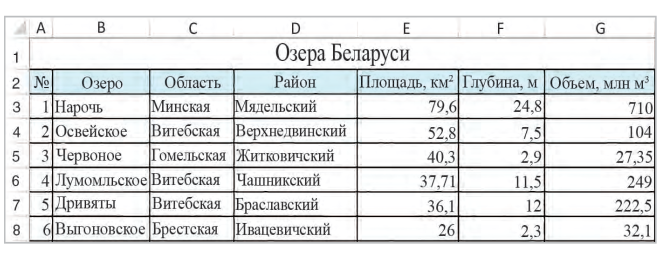 A B C D E F G
1 Озера Беларуси
2 № Озеро Область Район Площадь, км² Глубина, м Объем, млн м³
3 1 Нарочь Минская Мядельский 79,6 24,8 710
4 2 Освейское Витебская Верхнедвинский 52,8 7,5 104
5 3 Червоное Гомельская Житковичский 40,3 2,9 27,35
6 4 Лумомльское Витебская Чашникский 37,71 11,5 249
7 5 Дривяты Витебская Браславский 36,1 12 222,5
8 6 Выгоновское Брестская Ивацевичский 26 2,3 32,1